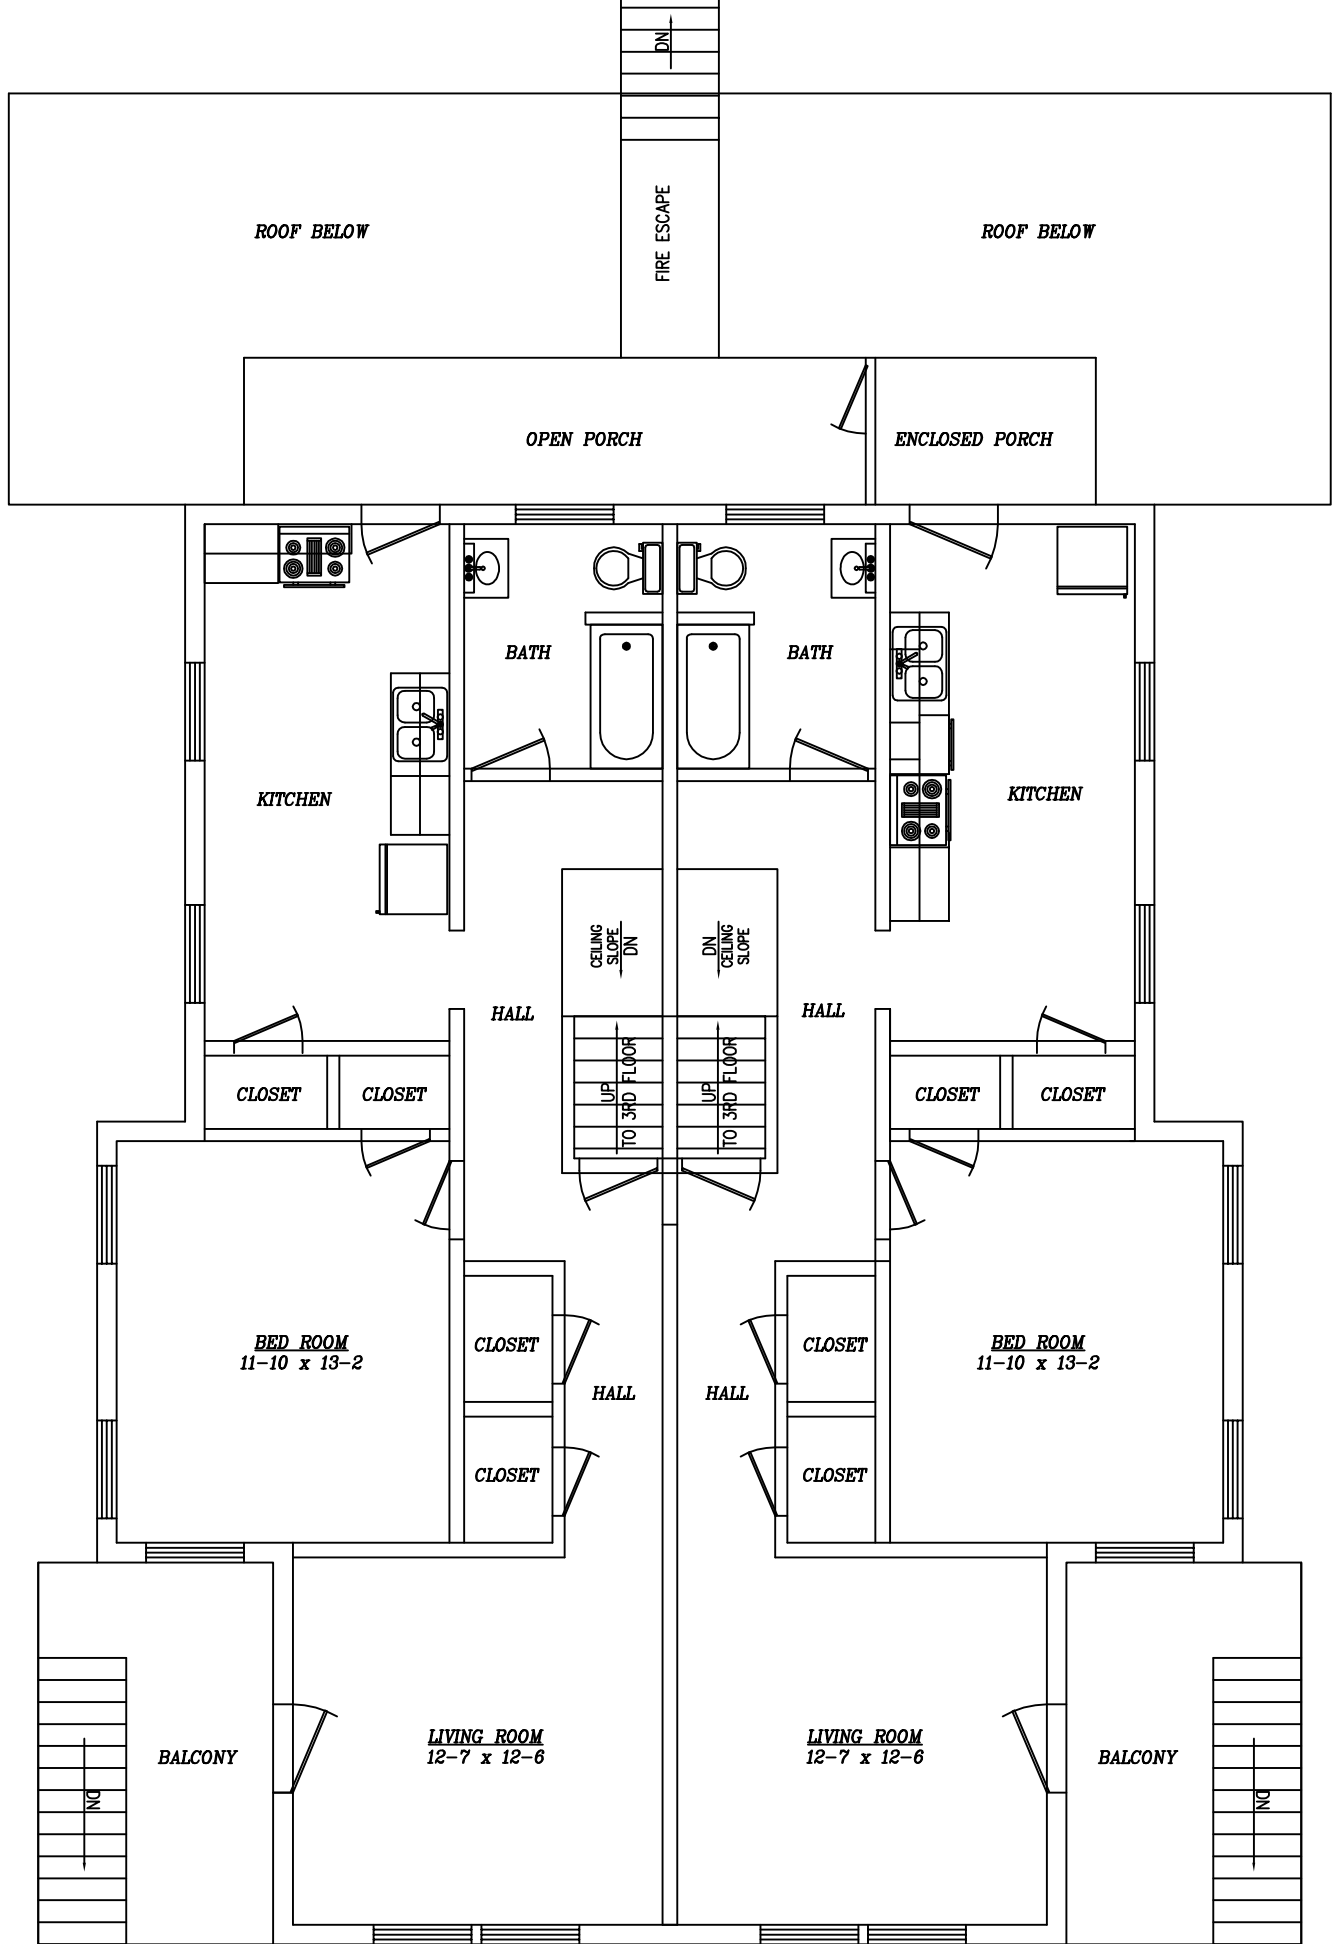 DN
FIRE ESCAPE
ROOF BELOW
ROOF BELOW
OPEN PORCH
ENCLOSED PORCH
BATH
BATH
KITCHEN
KITCHEN
CEILING
SLOPE
DN
DN
CEILING
SLOPE
HALL
HALL
UP
TO 3RD FLOOR
UP
TO 3RD FLOOR
CLOSET
CLOSET
CLOSET
CLOSET
BED ROOM
11-10 x 13-2
CLOSET
CLOSET
BED ROOM
11-10 x 13-2
HALL
HALL
CLOSET
CLOSET
LIVING ROOM
12-7 x 12-6
LIVING ROOM
12-7 x 12-6
BALCONY
BALCONY
DN
DN